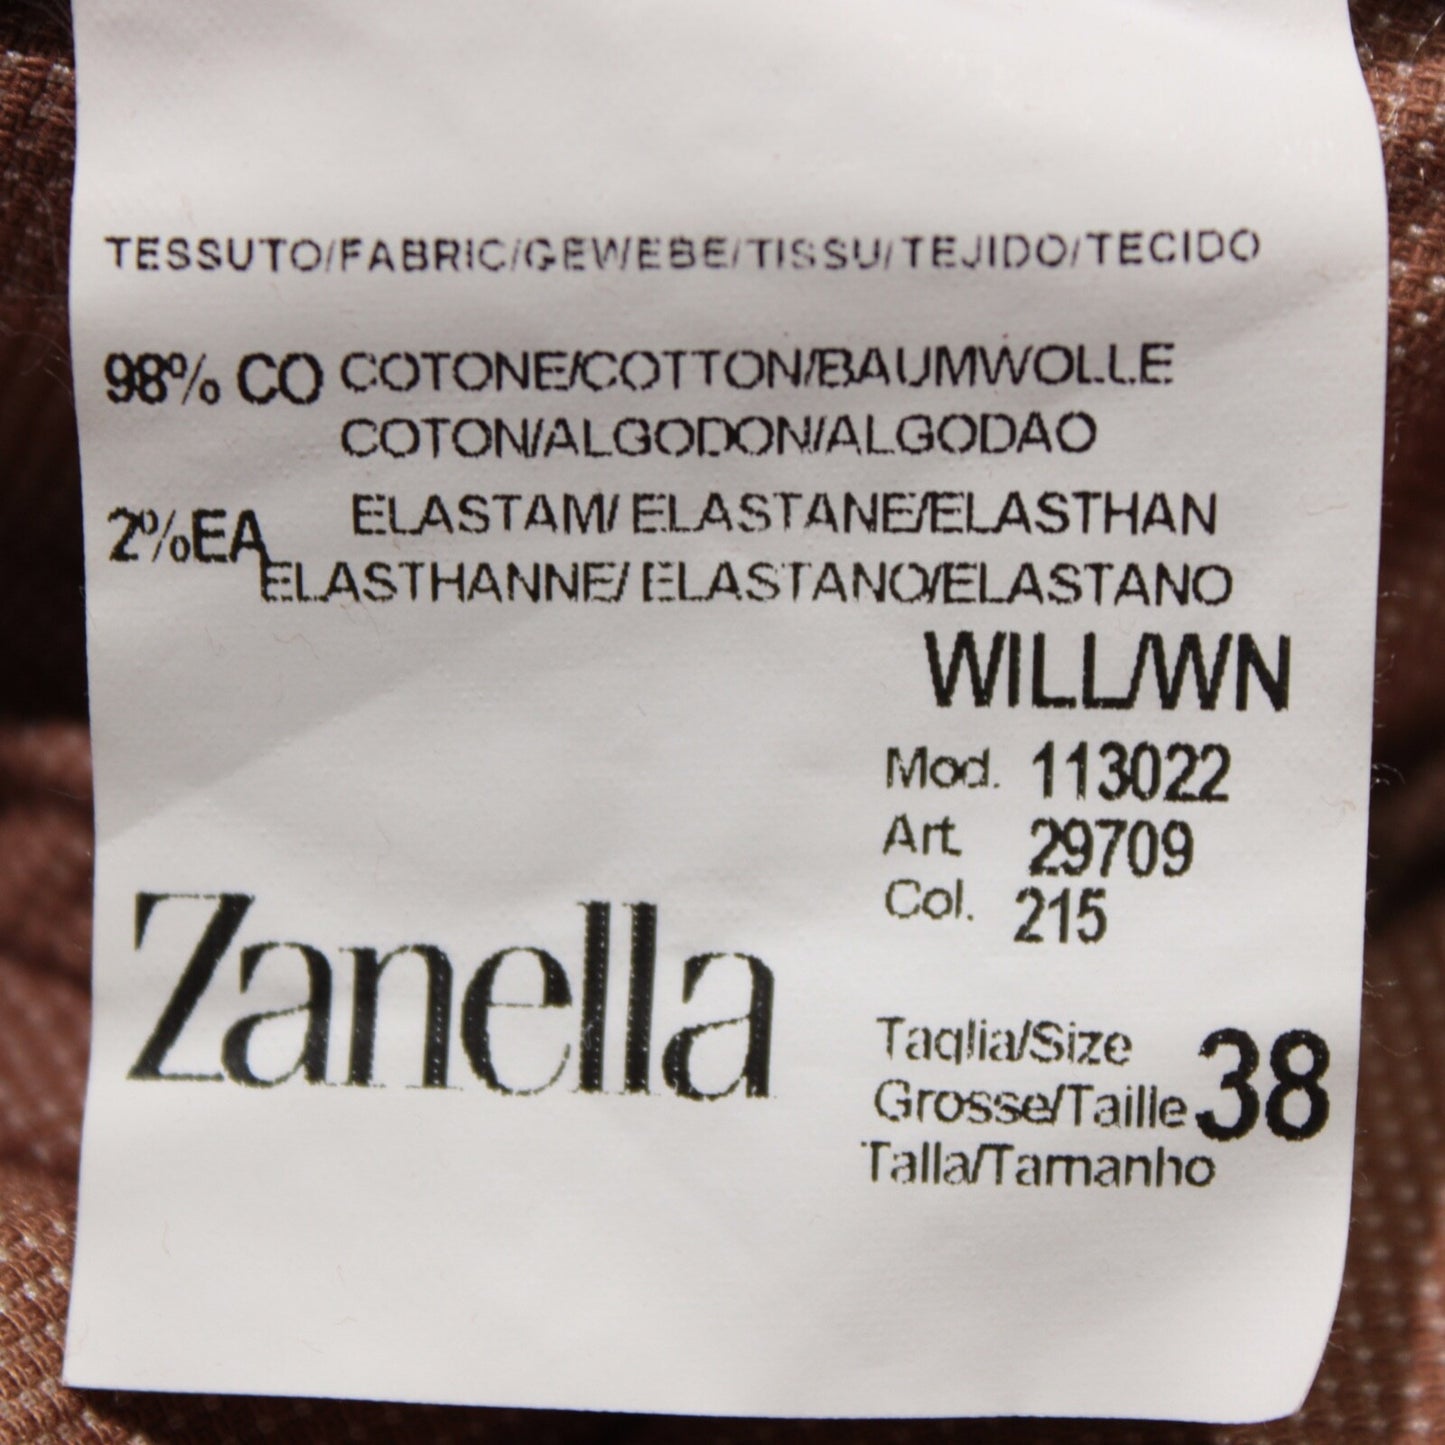 TESSUTO/FABRIC/GEWEBE/TISSU/TEJIDO/TECIDO
98% CO COTONE/COTTON/BAUMWOLLE
COTON/ALGODON/ALGODAO
2%EA ELASTAM/ ELASTANE/ELASTHAN
ELASTHANNE/ ELASTANO/ELASTANO
WILL/WN
Mod. 113022
Art. 29709
Col. 215
Zanella
Taglia/Size
Grosse/Taille 38
Talla/Tamanho